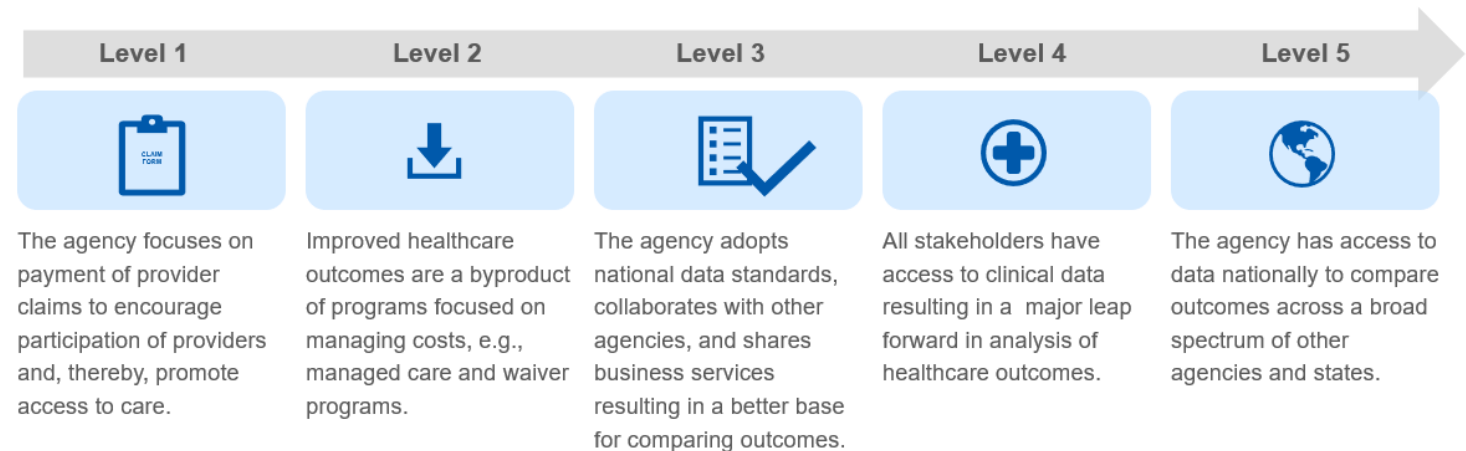 Level 1
Level 2
Level 3
Level 4
Level 5
CLAIM
FORM
The agency focuses on
payment of provider
claims to encourage
participation of providers
and, thereby, promote
access to care.
Improved healthcare
outcomes are a byproduct
of programs focused on
managing costs, e.g.,
managed care and waiver
programs.
The agency adopts
national data standards,
collaborates with other
agencies, and shares
business services
resulting in a better base
for comparing outcomes.
All stakeholders have
access to clinical data
resulting in a  major leap
forward in analysis of
healthcare outcomes.
The agency has access to
data nationally to compare
outcomes across a broad
spectrum of other
agencies and states.